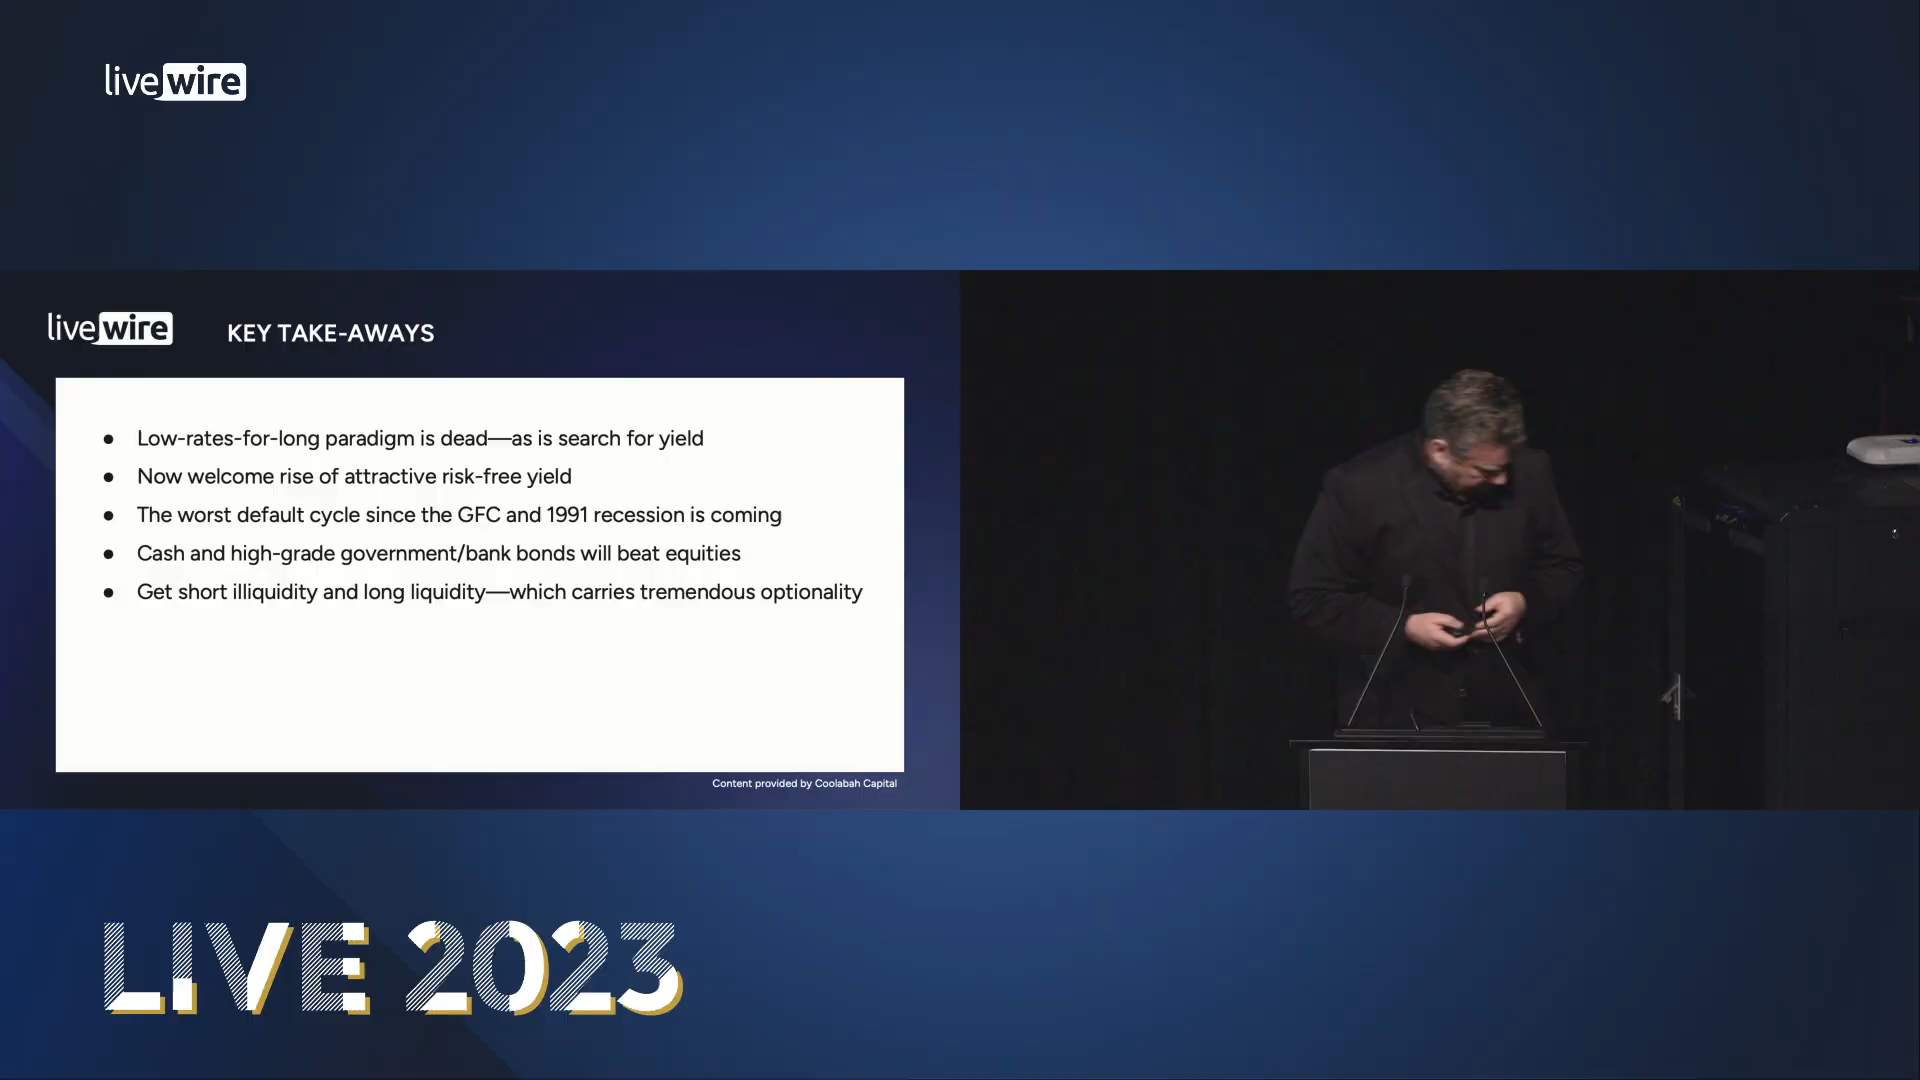 livewire
livewire
KEY TAKE-AWAYS
● Low-rates-for-long paradigm is dead—as is search for yield
● Now welcome rise of attractive risk-free yield
● The worst default cycle since the GFC and 1991 recession is coming
● Cash and high-grade government/bank bonds will beat equities
● Get short illiquidity and long liquidity—which carries tremendous optionality
Content provided by Coolabah Capital
LIVE 2023